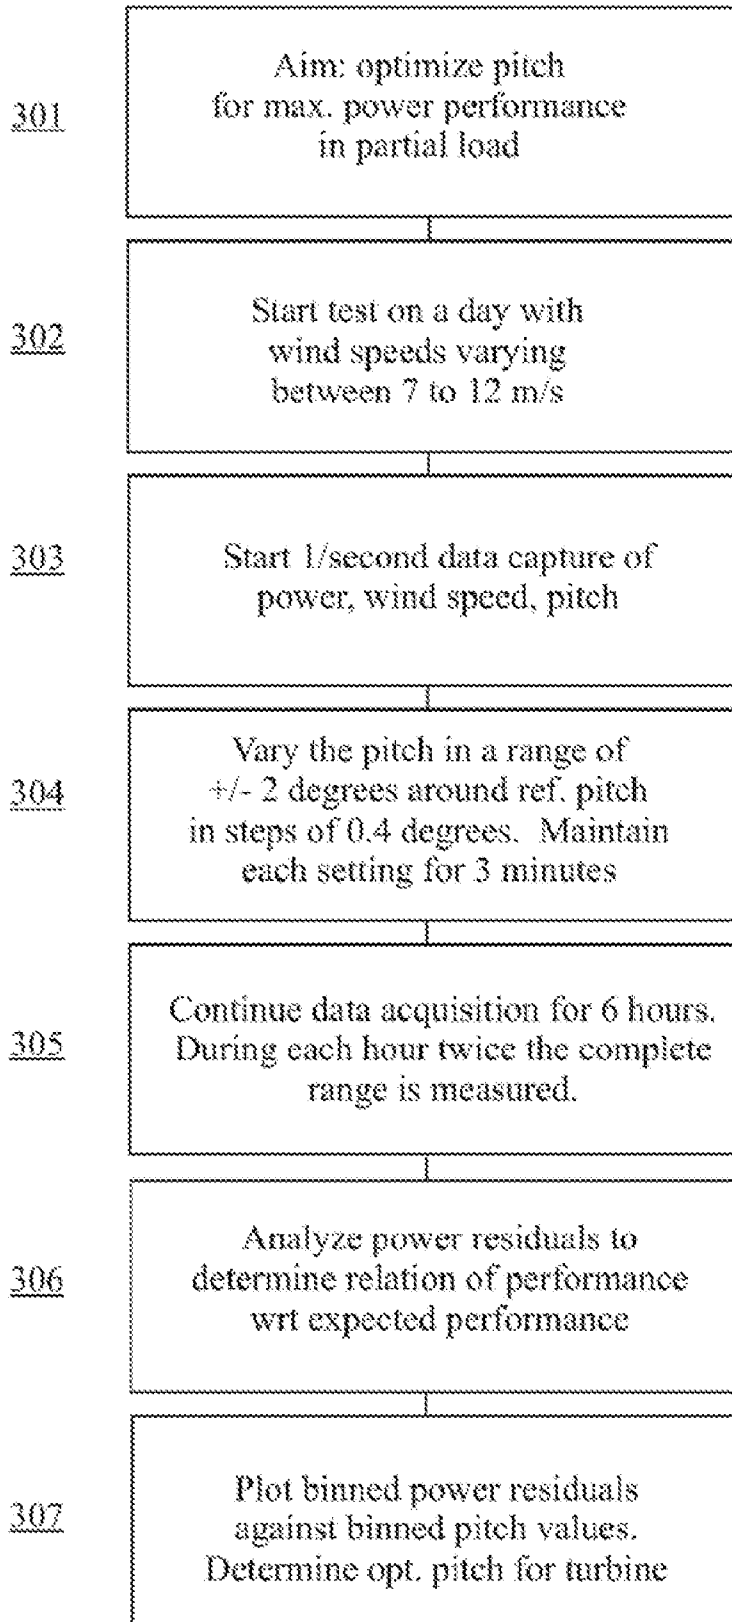 301
Aim: optimize pitch
for max. power performance
in partial load
302
Start test on a day with
wind speeds varying
between 7 to 12 m/s
303
Start 1/second data capture of
power, wind speed, pitch
304
Vary the pitch in a range of
+/- 2 degrees around ref. pitch
in steps of 0.4 degrees. Maintain
each setting for 3 minutes
305
Continue data acquisition for 6 hours.
During each hour twice the complete
range is measured.
306
Analyze power residuals to
determine relation of performance
wrt expected performance
307
Plot binned power residuals
against binned pitch values.
Determine opt. pitch for turbine